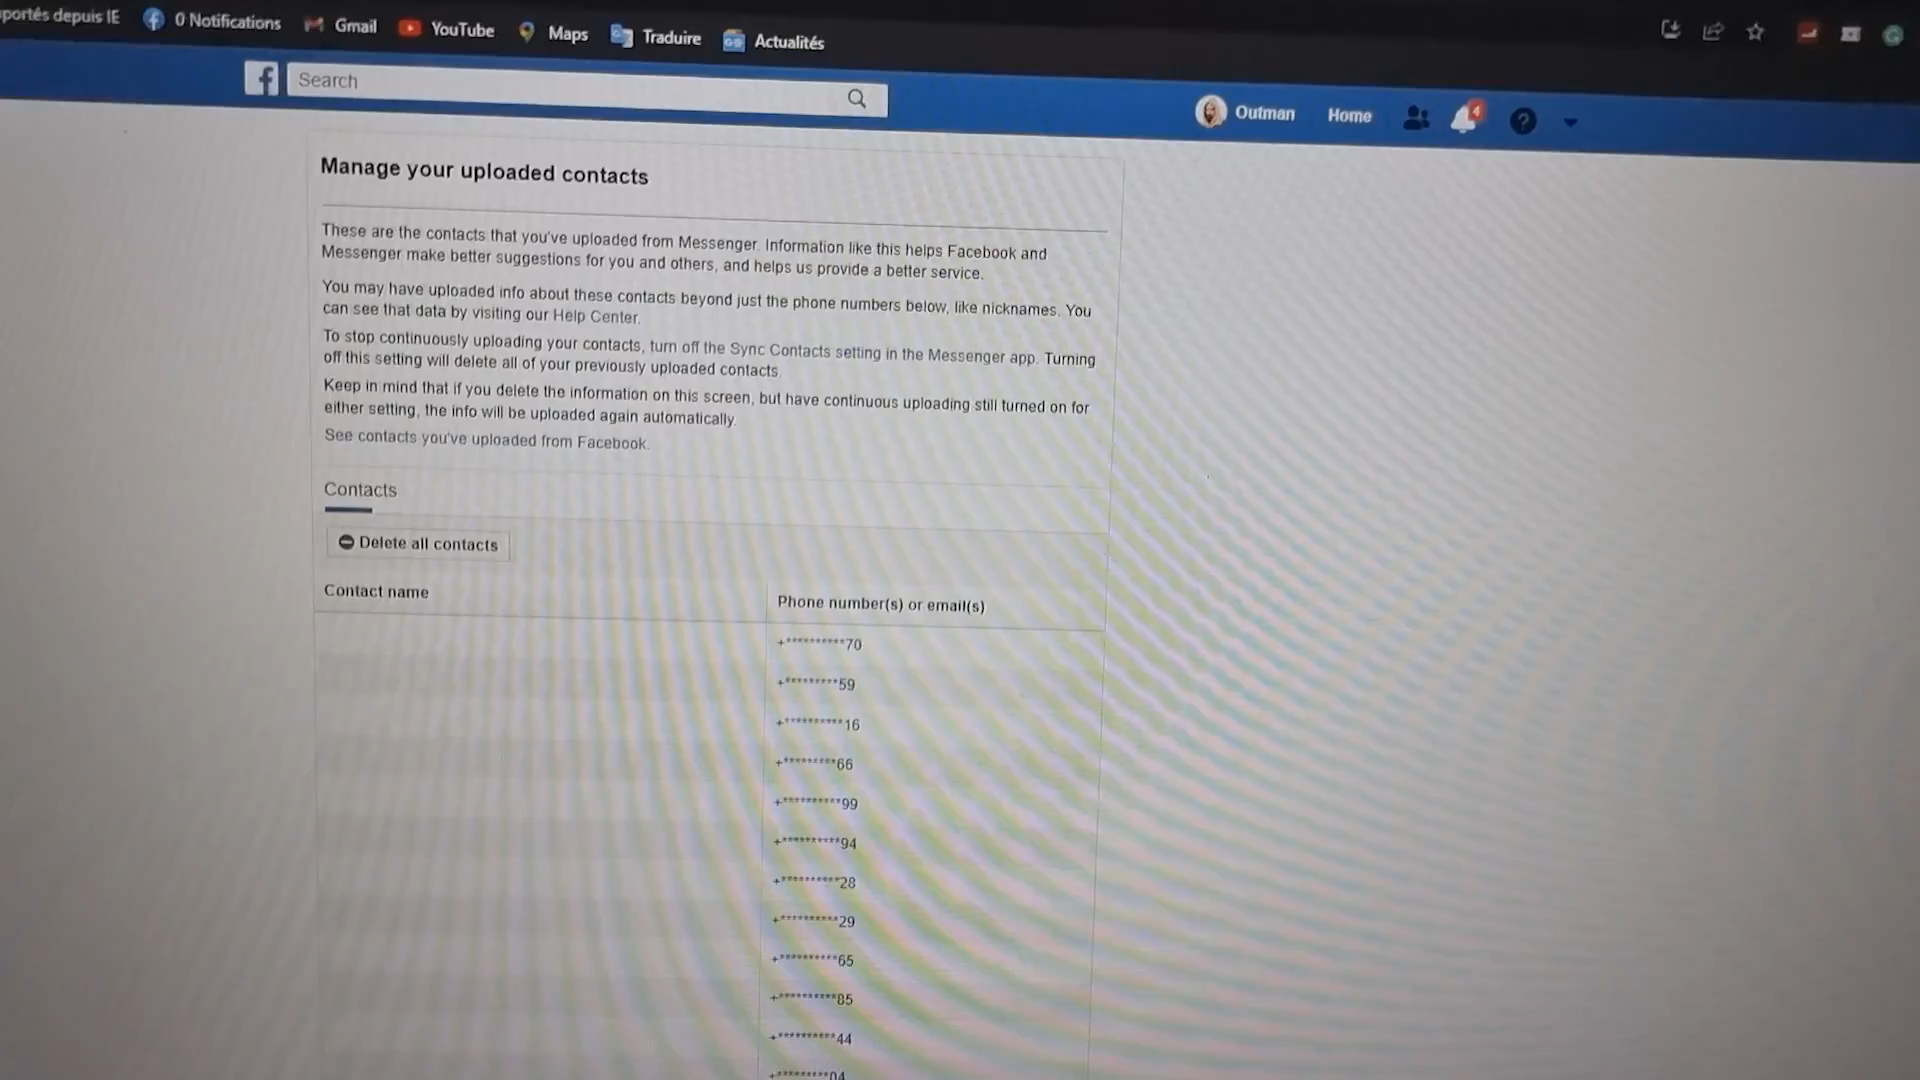 portés depuis IE 0 Notifications Gmail YouTube Maps Traduire Actualités
Search Outman Home 4
Manage your uploaded contacts
These are the contacts that you've uploaded from Messenger. Information like this helps Facebook and
Messenger make better suggestions for you and others, and helps us provide a better service.
You may have uploaded info about these contacts beyond just the phone numbers below, like nicknames. You
can see that data by visiting our Help Center.
To stop continuously uploading your contacts, turn off the Sync Contacts setting in the Messenger app. Turning
off this setting will delete all of your previously uploaded contacts.
Keep in mind that if you delete the information on this screen, but have continuous uploading still turned on for
either setting, the info will be uploaded again automatically.
See contacts you've uploaded from Facebook.
Contacts
Delete all contacts
Contact name Phone number(s) or email(s)
+**********70
+*********59
+**********16
+*********66
+**********99
+**********94
+**********28
+**********29
+**********65
+**********85
+**********44
+*********04